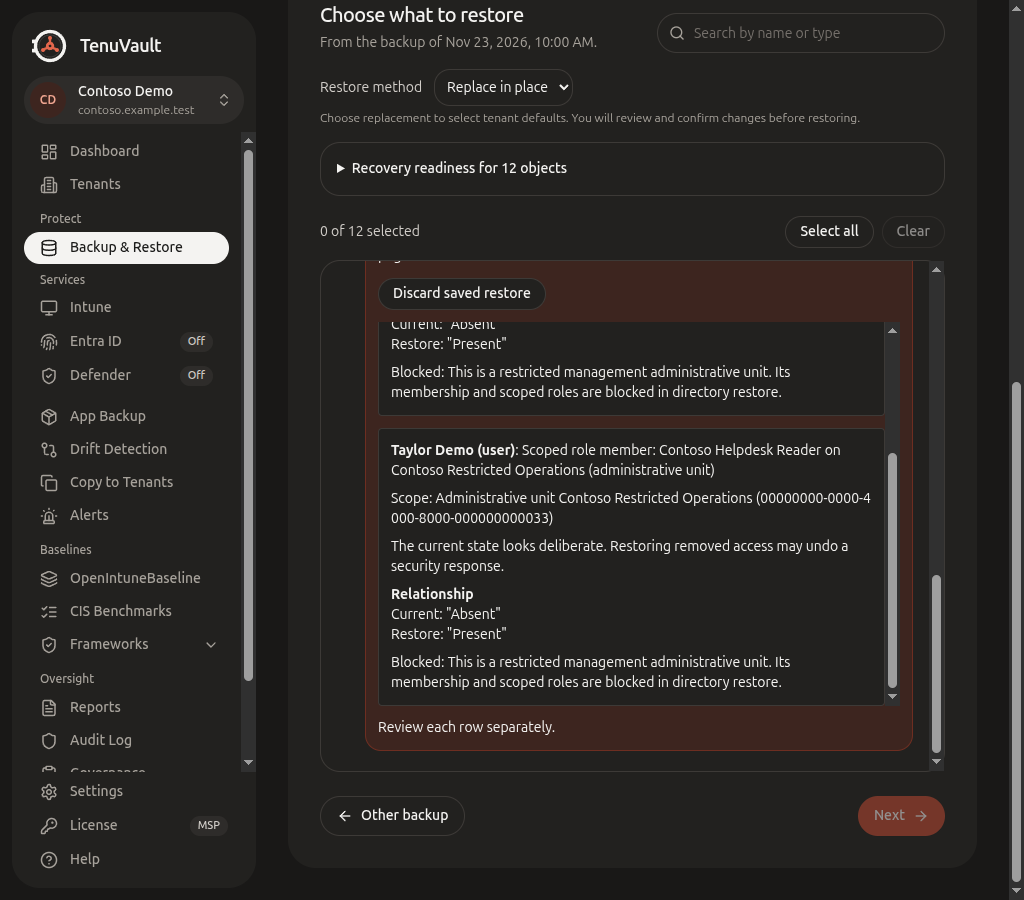 TenuVault
CD
Contoso Demo
contoso.example.test
Dashboard
Tenants
Protect
Backup & Restore
Services
Intune
Entra ID
Off
Defender
Off
App Backup
Drift Detection
Copy to Tenants
Alerts
Baselines
OpenIntuneBaseline
CIS Benchmarks
Frameworks
Oversight
Reports
Audit Log
Governance
Settings
License
MSP
Help
Choose what to restore
From the backup of Nov 23, 2026, 10:00 AM.
Search by name or type
Restore method
Replace in place
Choose replacement to select tenant defaults. You will review and confirm changes before restoring.
Recovery readiness for 12 objects
0 of 12 selected
Select all
Clear
Discard saved restore
Current: "Absent"
Restore: "Present"
Blocked: This is a restricted management administrative unit. Its
membership and scoped roles are blocked in directory restore.
Taylor Demo (user): Scoped role member: Contoso Helpdesk Reader on
Contoso Restricted Operations (administrative unit)
Scope: Administrative unit Contoso Restricted Operations (00000000-0000-4
000-8000-000000000033)
The current state looks deliberate. Restoring removed access may undo a
security response.
Relationship
Current: "Absent"
Restore: "Present"
Blocked: This is a restricted management administrative unit. Its
membership and scoped roles are blocked in directory restore.
Review each row separately.
Other backup
Next